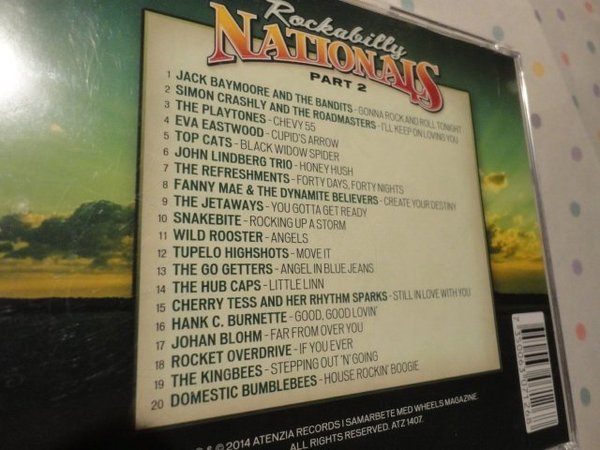 Rockabilly
NATIONALS
PART 2
1 JACK BAYMOORE AND THE BANDITS - GONNA ROCK AND ROLL TONIGHT
2 SIMON CRASHLY AND THE ROADMASTERS - I'LL KEEP ON LOVING YOU
3 THE PLAYTONES - CHEVY 55
4 EVA EASTWOOD - CUPID'S ARROW
5 TOP CATS - BLACK WIDOW SPIDER
6 JOHN LINDBERG TRIO - HONEY HUSH
7 THE REFRESHMENTS - FORTY DAYS, FORTY NIGHTS
8 FANNY MAE & THE DYNAMITE BELIEVERS - CREATE YOUR DESTINY
9 THE JETAWAYS - YOU GOTTA GET READY
10 SNAKEBITE - ROCKING UP A STORM
11 WILD ROOSTER - ANGELS
12 TUPELO HIGHSHOTS - MOVE IT
13 THE GO GETTERS - ANGEL IN BLUE JEANS
14 THE HUB CAPS - LITTLE LINN
15 CHERRY TESS AND HER RHYTHM SPARKS - STILL IN LOVE WITH YOU
16 HANK C. BURNETTE - GOOD, GOOD LOVIN'
17 JOHAN BLOHM - FAR FROM OVER YOU
18 ROCKET OVERDRIVE - IF YOU EVER
19 THE KINGBEES - STEPPING OUT 'N' GOING
20 DOMESTIC BUMBLEBEES - HOUSE ROCKIN' BOOGIE
& © 2014 ATENZIA RECORDS I SAMARBETE MED WHEELS MAGAZINE.
ALL RIGHTS RESERVED. ATZ 1407.